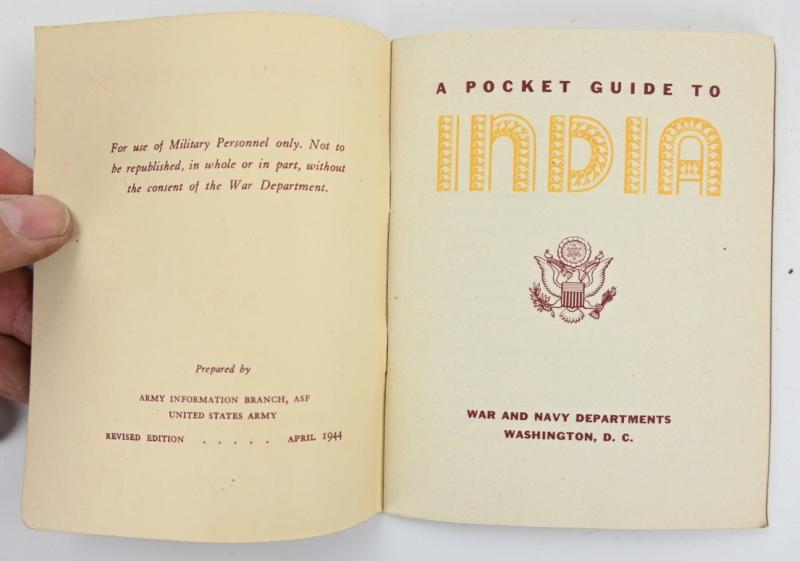 For use of Military Personnel only. Not to
be republished, in whole or in part, without
the consent of the War Department.
Prepared by
ARMY INFORMATION BRANCH, ASF
UNITED STATES ARMY
REVISED EDITION . . . . . APRIL 1944
A POCKET GUIDE TO
INDIA
WAR AND NAVY DEPARTMENTS
WASHINGTON, D. C.